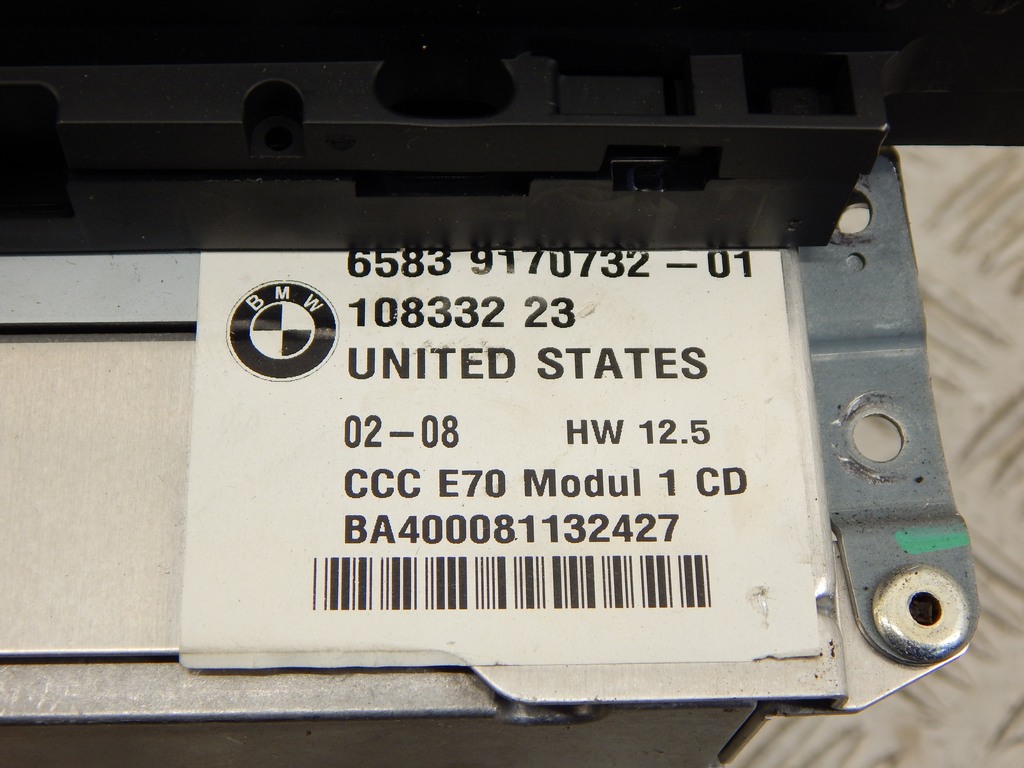 6583 9170732-01
BMW
108332 23
UNITED STATES
02-08 HW 12.5
CCC E70 Modul 1 CD
BA400081132427